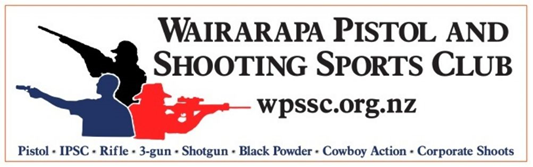 WAIRARAPA PISTOL AND
SHOOTING SPORTS CLUB
wpssc.org.nz
Pistol • IPSC • Rifle • 3-gun • Shotgun • Black Powder • Cowboy Action • Corporate Shoots